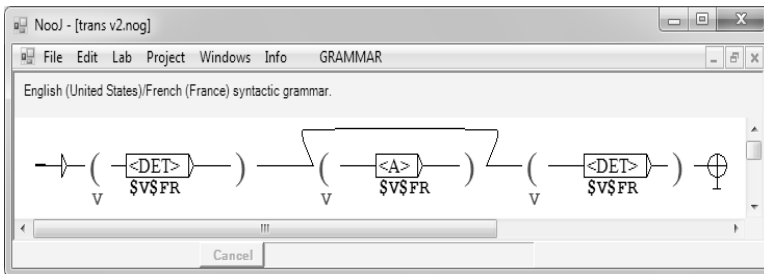 NooJ - [trans v2.nog]
File Edit Lab Project Windows Info GRAMMAR
English (United States)/French (France) syntactic grammar.
( <DET> ) ( <A> ) ( <DET> )
V $V$FR V $V$FR V $V$FR
Cancel